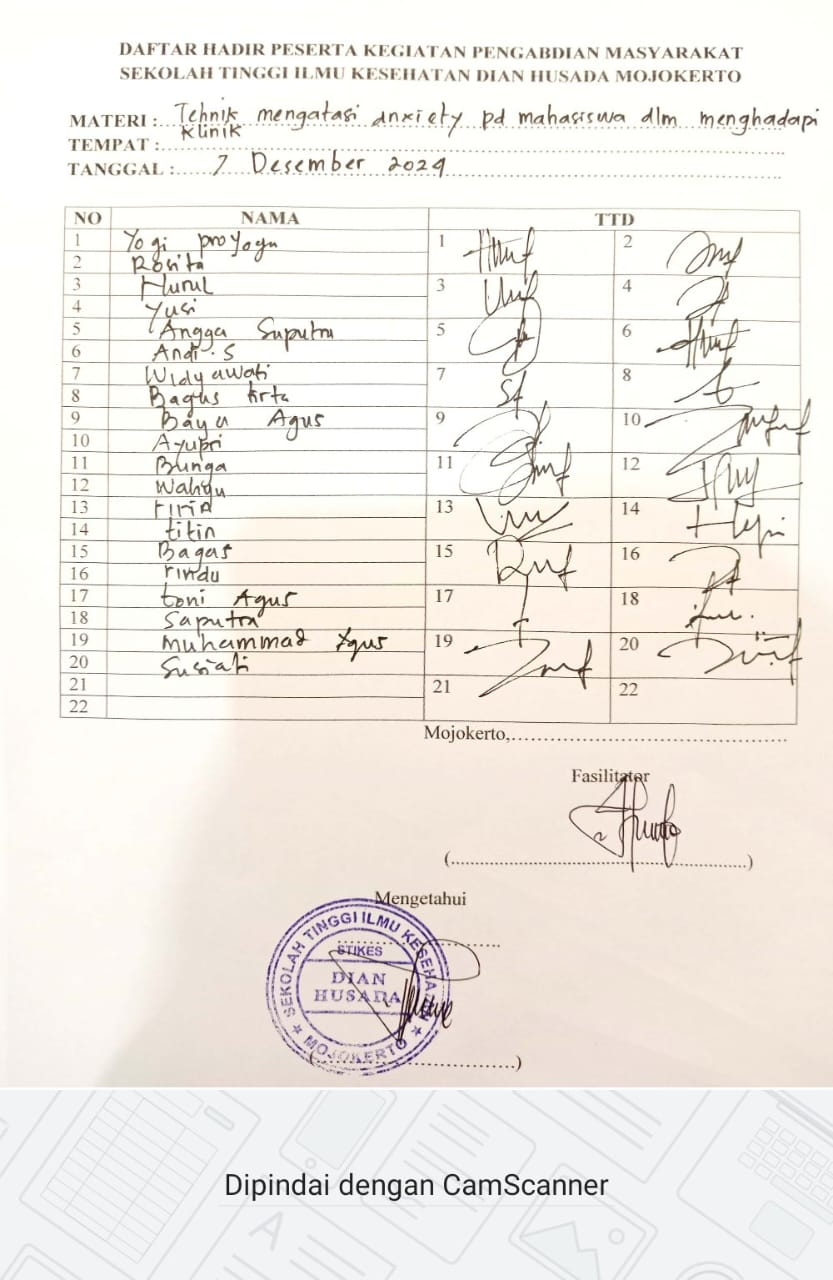 DAFTAR HADIR PESERTA KEGIATAN PENGABDIAN MASYARAKAT
SEKOLAH TINGGI ILMU KESEHATAN DIAN HUSADA MOJOKERTO
MATERI : Tehnik mengatasi anxiety pd mahasiswa dlm menghadapi
Klinik
TEMPAT :
TANGGAL : 7 Desember 2024
NO NAMA TTD
1 Yogi proyogu
2 Rosita
3 Nurul
4 Yusi
5 Angga Saputra
6 Andi.S
7 Widyawati
8 Bagus Arta
9 Bayu Agus
10 Ayupri
11 Bunga
12 Wahyu
13
14 titin
15 Bagas
16 rindu
17 toni Agus
18 Saputra
19 Muhammad Agus
20 Susiati
21
22
1 2
3 4
5 6
7 8
9 10
11 12
13 14
15 16
17 18
19 20
21 22
Mojokerto,
Fasilitator
(..........)
Mengetahui
SEKOLAH TINGGI ILMU KESEHATAN
STIKES
DIAN
HUSADA
MOJOKERTO
(..........)
Dipindai dengan CamScanner